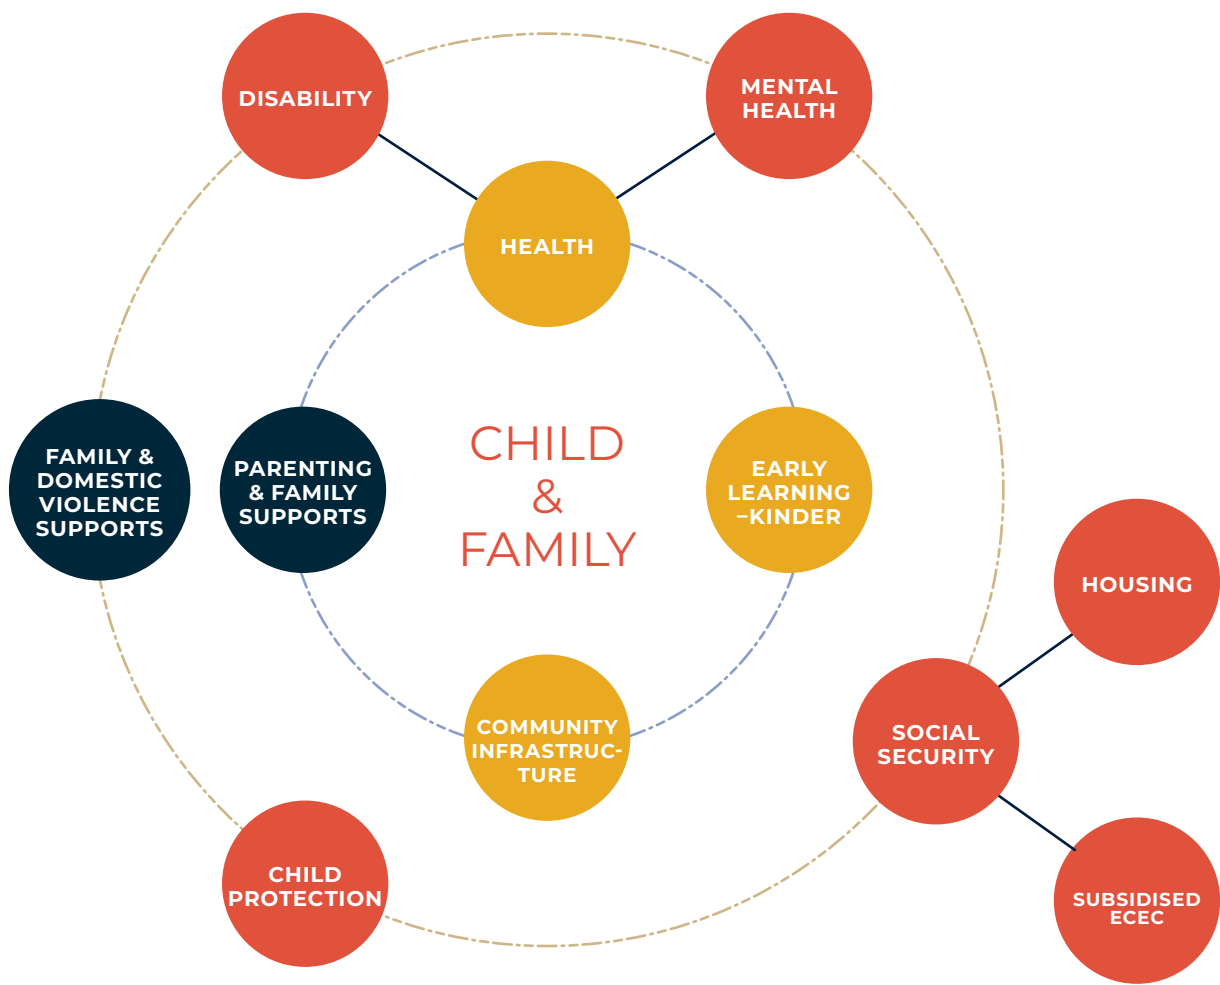 DISABILITY
MENTAL
HEALTH
HEALTH
FAMILY &
DOMESTIC
VIOLENCE
SUPPORTS
PARENTING
& FAMILY
SUPPORTS
CHILD
&
FAMILY
EARLY
LEARNING
–KINDER
HOUSING
COMMUNITY
INFRASTRUC-
TURE
SOCIAL
SECURITY
CHILD
PROTECTION
SUBSIDISED
ECEC